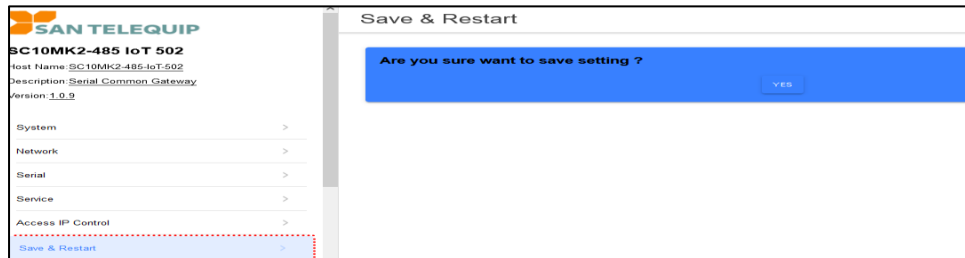 SAN TELEQUIP
SC10MK2-485 IoT 502
Host Name:SC10MK2-485-IoT-502
Description:Serial Common Gateway
Version:1.0.9
System >
Network >
Serial >
Service >
Access IP Control >
Save & Restart >
Save & Restart
Are you sure want to save setting ?
YES